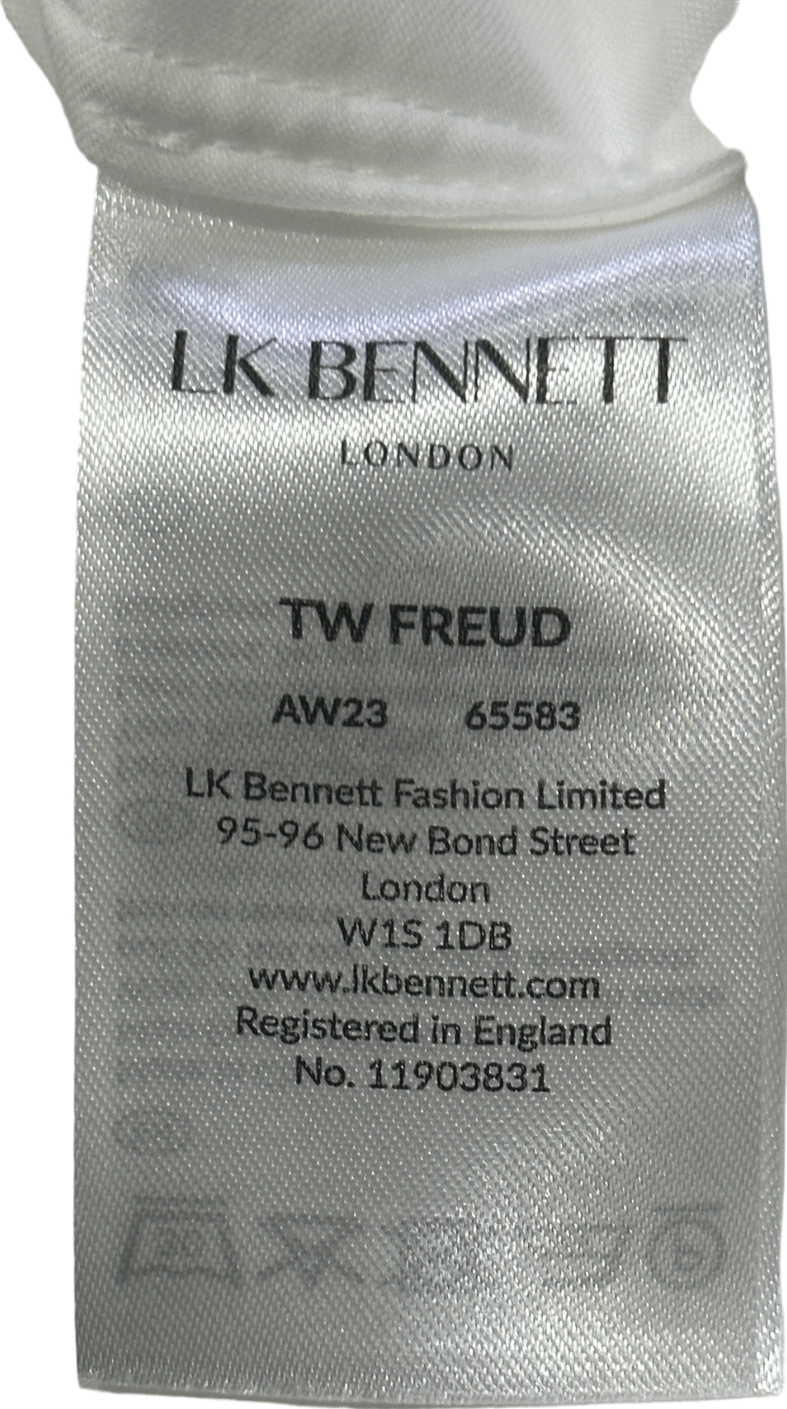 LK BENNETT
LONDON
TW FREUD
AW23 65583
LK Bennett Fashion Limited
95-96 New Bond Street
London
W1S 1DB
www.lkbennett.com
Registered in England
No. 11903831